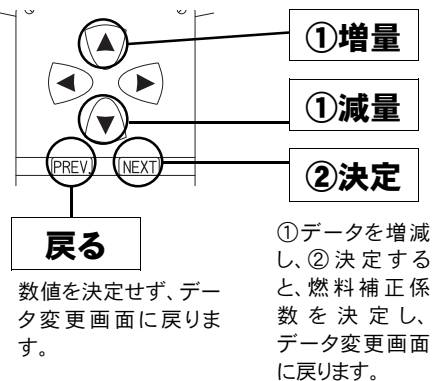 ①増量
①減量
PREV.
NEXT
②決定
戻る
数値を決定せず、デー
タ変更画面に戻りま
す。
①データを増減
し、②決定する
と、燃料補正係
数を決定し、
データ変更画面
に戻ります。